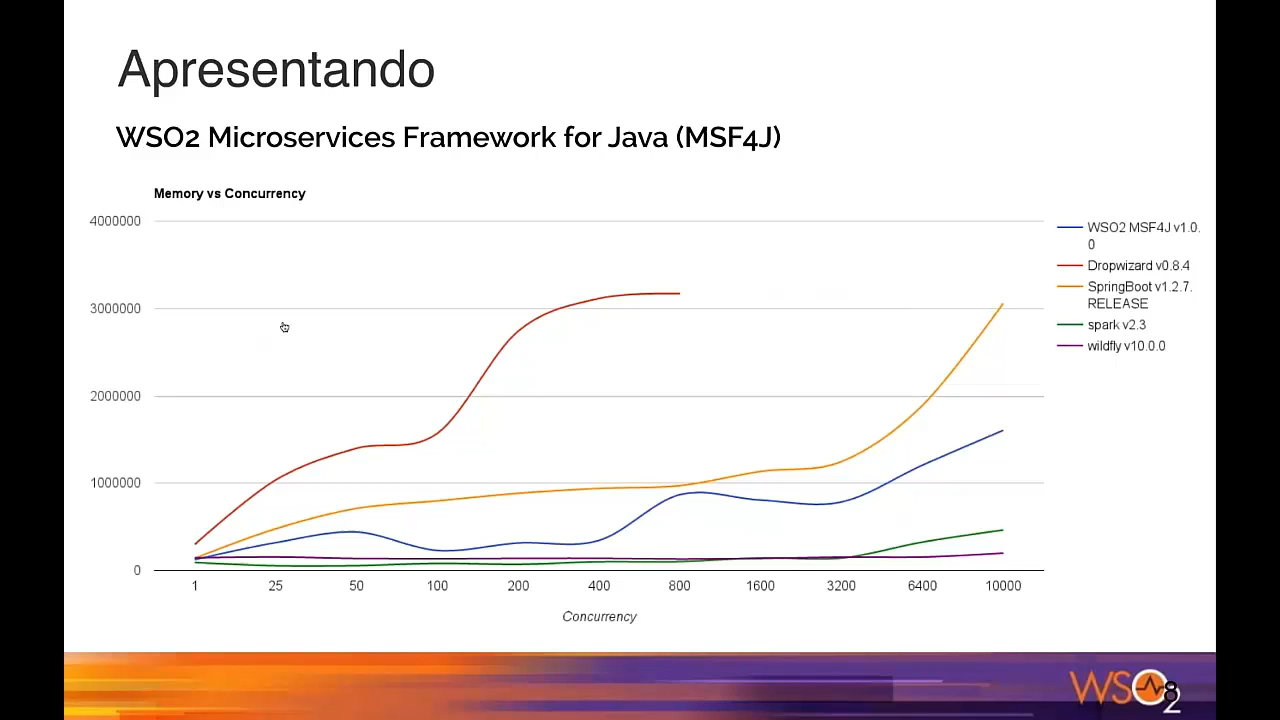 Apresentando
WSO2 Microservices Framework for Java (MSF4J)
Memory vs Concurrency
4000000
3000000
2000000
1000000
0
1 25 50 100 200 400 800 1600 3200 6400 10000
Concurrency
WSO2 MSF4J v1.0.
0
Dropwizard v0.8.4
SpringBoot v1.2.7.
RELEASE
spark v2.3
wildfly v10.0.0
WSO2
8